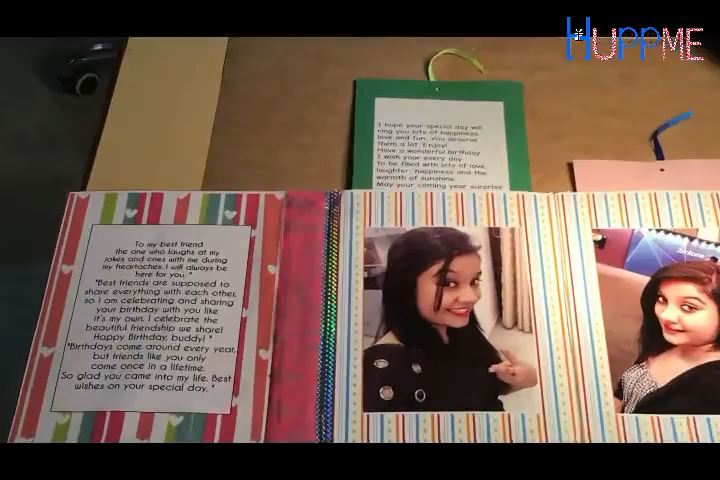 HuppME
I hope your special day will
ring you lots of happiness,
love and fun. You deserve
them a lot. Enjoy!
Have a wonderful birthday
I wish your every day
to be filled with lots of love,
laughter, happiness and the
warmth of sunshine.
May your coming year surprise
To my best friend
the one who laughs at my
jokes and cries with me during
my heartaches. I will always be
here for you. "
"Best friends are supposed to
share everything with each other,
so i am celebrating and sharing
your birthday with you like
it's my own. I celebrate the
beautiful friendship we share!
Happy Birthday, buddy! "
"Birthdays come around every year,
but friends like you only
come once in a lifetime.
So glad you came into my life. Best
wishes on your special day. "